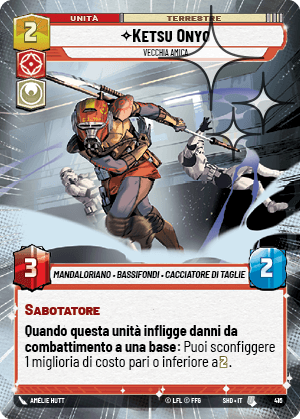 UNITÀ
TERRESTRE
2
KETSU ONYO
VECCHIA AMICA
3
MANDALORIANO • BASSIFONDI • CACCIATORE DI TAGLIE
2
SABOTATORE
Quando questa unità infligge danni da
combattimento a una base: Puoi sconfiggere
1 miglioria di costo pari o inferiore a 2.
AMÉLIE HUTT
© LFL © FFG
SHD • IT
416